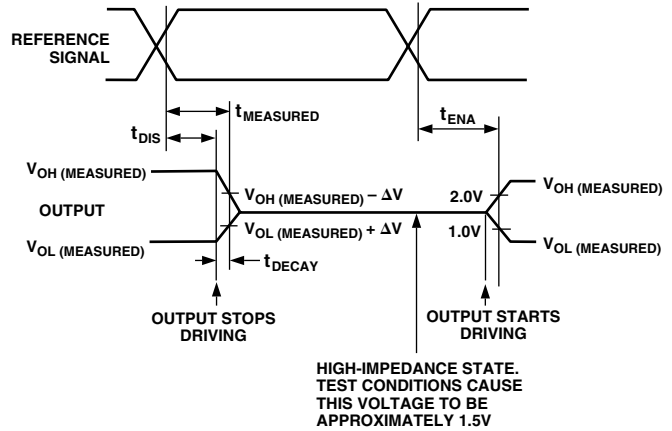 REFERENCE
SIGNAL
tMEASURED
tENA
tDIS
VOH (MEASURED)
VOH (MEASURED) – ΔV
2.0V
VOH (MEASURED)
OUTPUT
VOL (MEASURED) + ΔV
1.0V
VOL (MEASURED)
VOL (MEASURED)
tDECAY
OUTPUT STOPS
DRIVING
OUTPUT STARTS
DRIVING
HIGH-IMPEDANCE STATE.
TEST CONDITIONS CAUSE
THIS VOLTAGE TO BE
APPROXIMATELY 1.5V